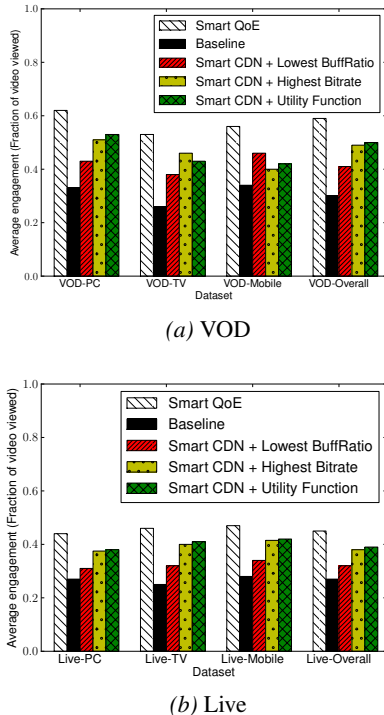 Average engagement (Fraction of video viewed)
1.0
0.8
0.6
0.4
0.2
0.0
Smart QoE
Baseline
Smart CDN + Lowest BuffRatio
Smart CDN + Highest Bitrate
Smart CDN + Utility Function
VOD-PC VOD-TV VOD-Mobile VOD-Overall
Dataset
(a) VOD
Average engagement (Fraction of video viewed)
1.0
0.8
0.6
0.4
0.2
0.0
Smart QoE
Baseline
Smart CDN + Lowest BuffRatio
Smart CDN + Highest Bitrate
Smart CDN + Utility Function
Live-PC Live-TV Live-Mobile Live-Overall
Dataset
(b) Live